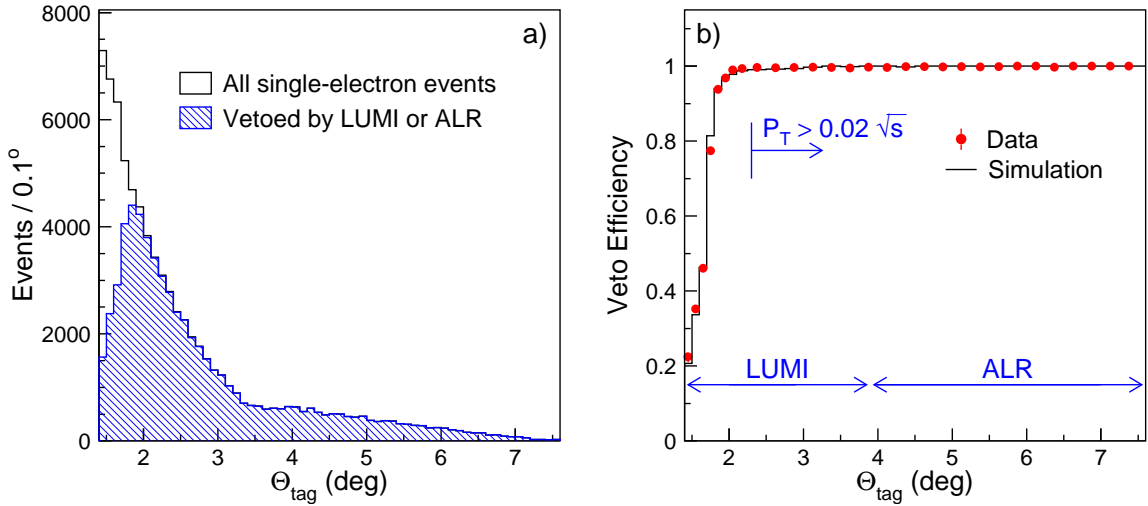 a)
All single-electron events
Vetoed by LUMI or ALR
Events / 0.1°
8000
6000
4000
2000
0
2 3 4 5 6 7
Θtag (deg)
b)
PT > 0.02 √s
Data
Simulation
Veto Efficiency
1
0.8
0.6
0.4
0.2
0
LUMI ALR
2 3 4 5 6 7
Θtag (deg)